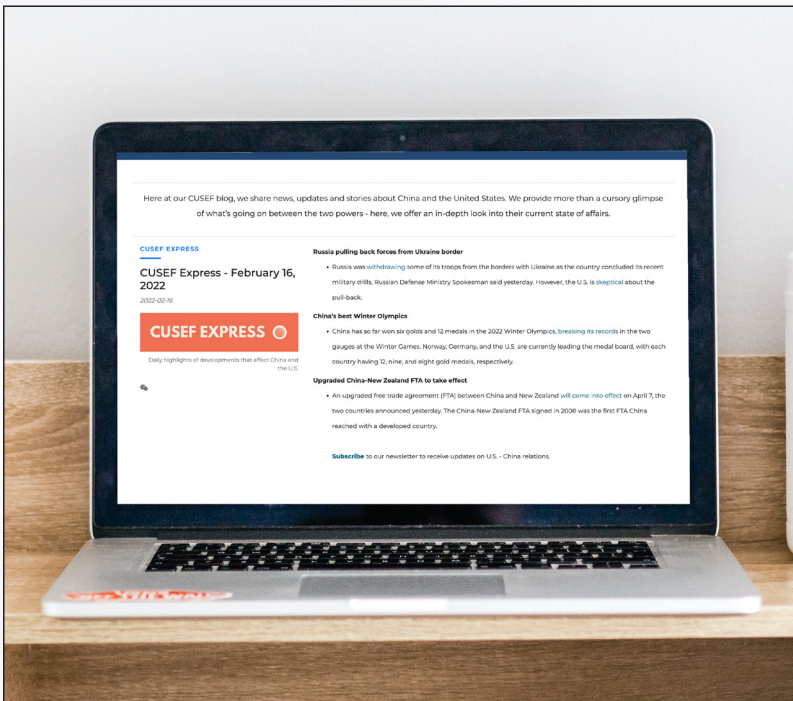 Here at our CUSEF blog, we share news, updates and stories about China and the United States. We provide more than a cursory glimpse
of what's going on between the two powers - here, we offer an in-depth look into their current state of affairs.
CUSEF EXPRESS
CUSEF Express - February 16,
2022
2022-02-16
CUSEF EXPRESS
Daily highlights of developments that affect China and
the U.S.
Russia pulling back forces from Ukraine border
• Russia was withdrawing some of its troops from the borders with Ukraine as the country concluded its recent
military drills, Russian Defense Ministry Spokesman said yesterday. However, the U.S. is skeptical about the
pull-back.
China's best Winter Olympics
• China has so far won six golds and 12 medals in the 2022 Winter Olympics, breaking its records in the two
gauges at the Winter Games. Norway, Germany, and the U.S. are currently leading the medal board, with each
country having 12, nine, and eight gold medals, respectively.
Upgraded China-New Zealand FTA to take effect
• An upgraded free trade agreement (FTA) between China and New Zealand will come into effect on April 7, the
two countries announced yesterday. The China-New Zealand FTA signed in 2008 was the first FTA China
reached with a developed country.
Subscribe to our newsletter to receive updates on U.S. - China relations.